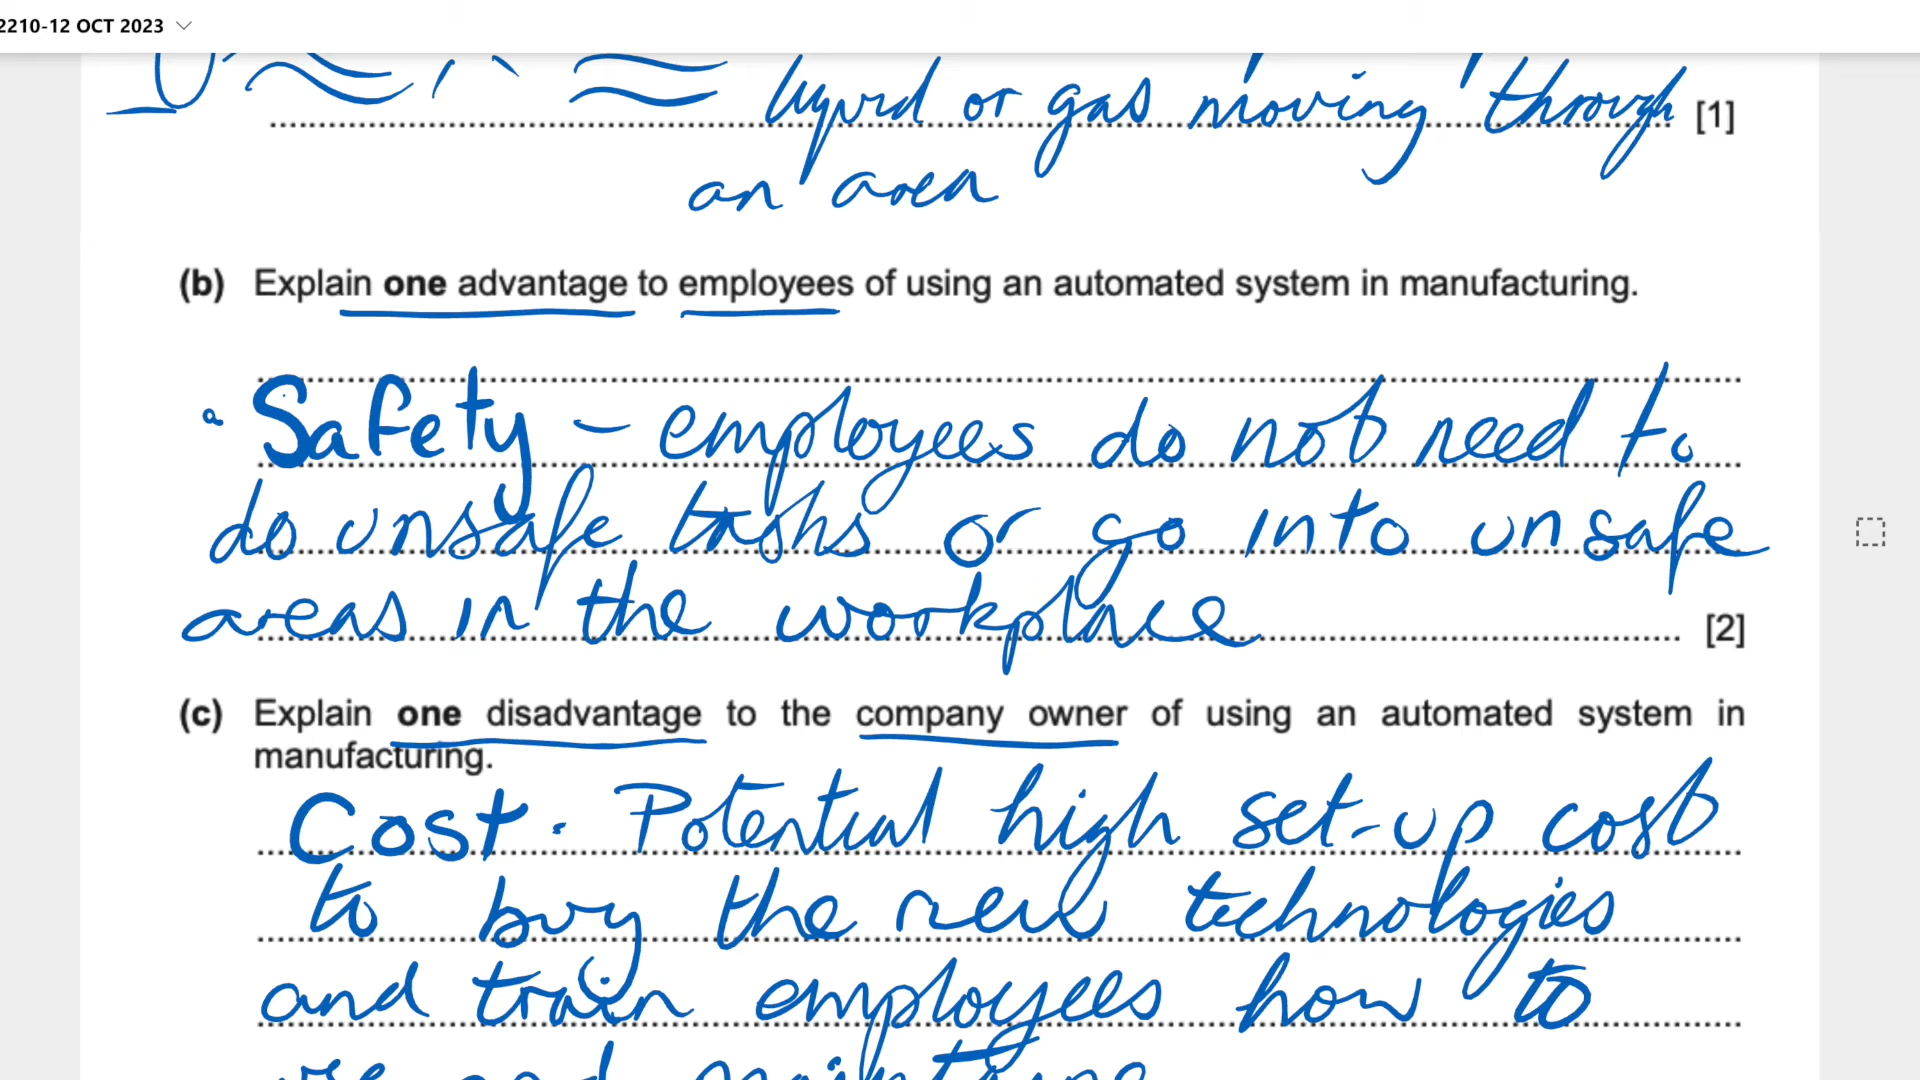 2210-12 OCT 2023
liquid or gas moving through [1]
an area
(b) Explain one advantage to employees of using an automated system in manufacturing.
Safety - employees do not need to
do unsafe tasks or go into unsafe
areas in the workplace [2]
(c) Explain one disadvantage to the company owner of using an automated system in
manufacturing.
Cost. Potential high set-up cost
to buy the new technologies
and train employees how to
use and